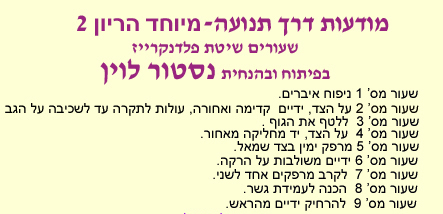 מודעות דרך תנועה-מיוחד הריון 2
שעורים שיטת פלדנקרייז
בפיתוח ובהנחית נסטור לוין
שעור מס' 1 ניפוח איברים.
שעור מס' 2 על הצד, ידיים קדימה ואחורה, עולות לתקרה עד לשכיבה על הגב
שעור מס' 3 ללטף את הגוף .
שעור מס' 4 על הצד, יד מחליקה מאחור.
שעור מס' 5 מרפק ימין בצד שמאל.
שעור מס' 6 ידיים משולבות על הרקה.
שעור מס' 7 לקרב מרפקים אחד לשני.
שעור מס' 8 הכנה לעמידת גשר.
שעור מס' 9 להרחיק ידיים מהראש.